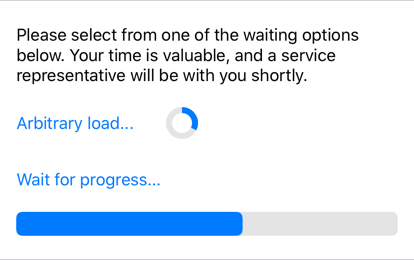 Please select from one of the waiting options
below. Your time is valuable, and a service
representative will be with you shortly.
Arbitrary load...
Wait for progress...